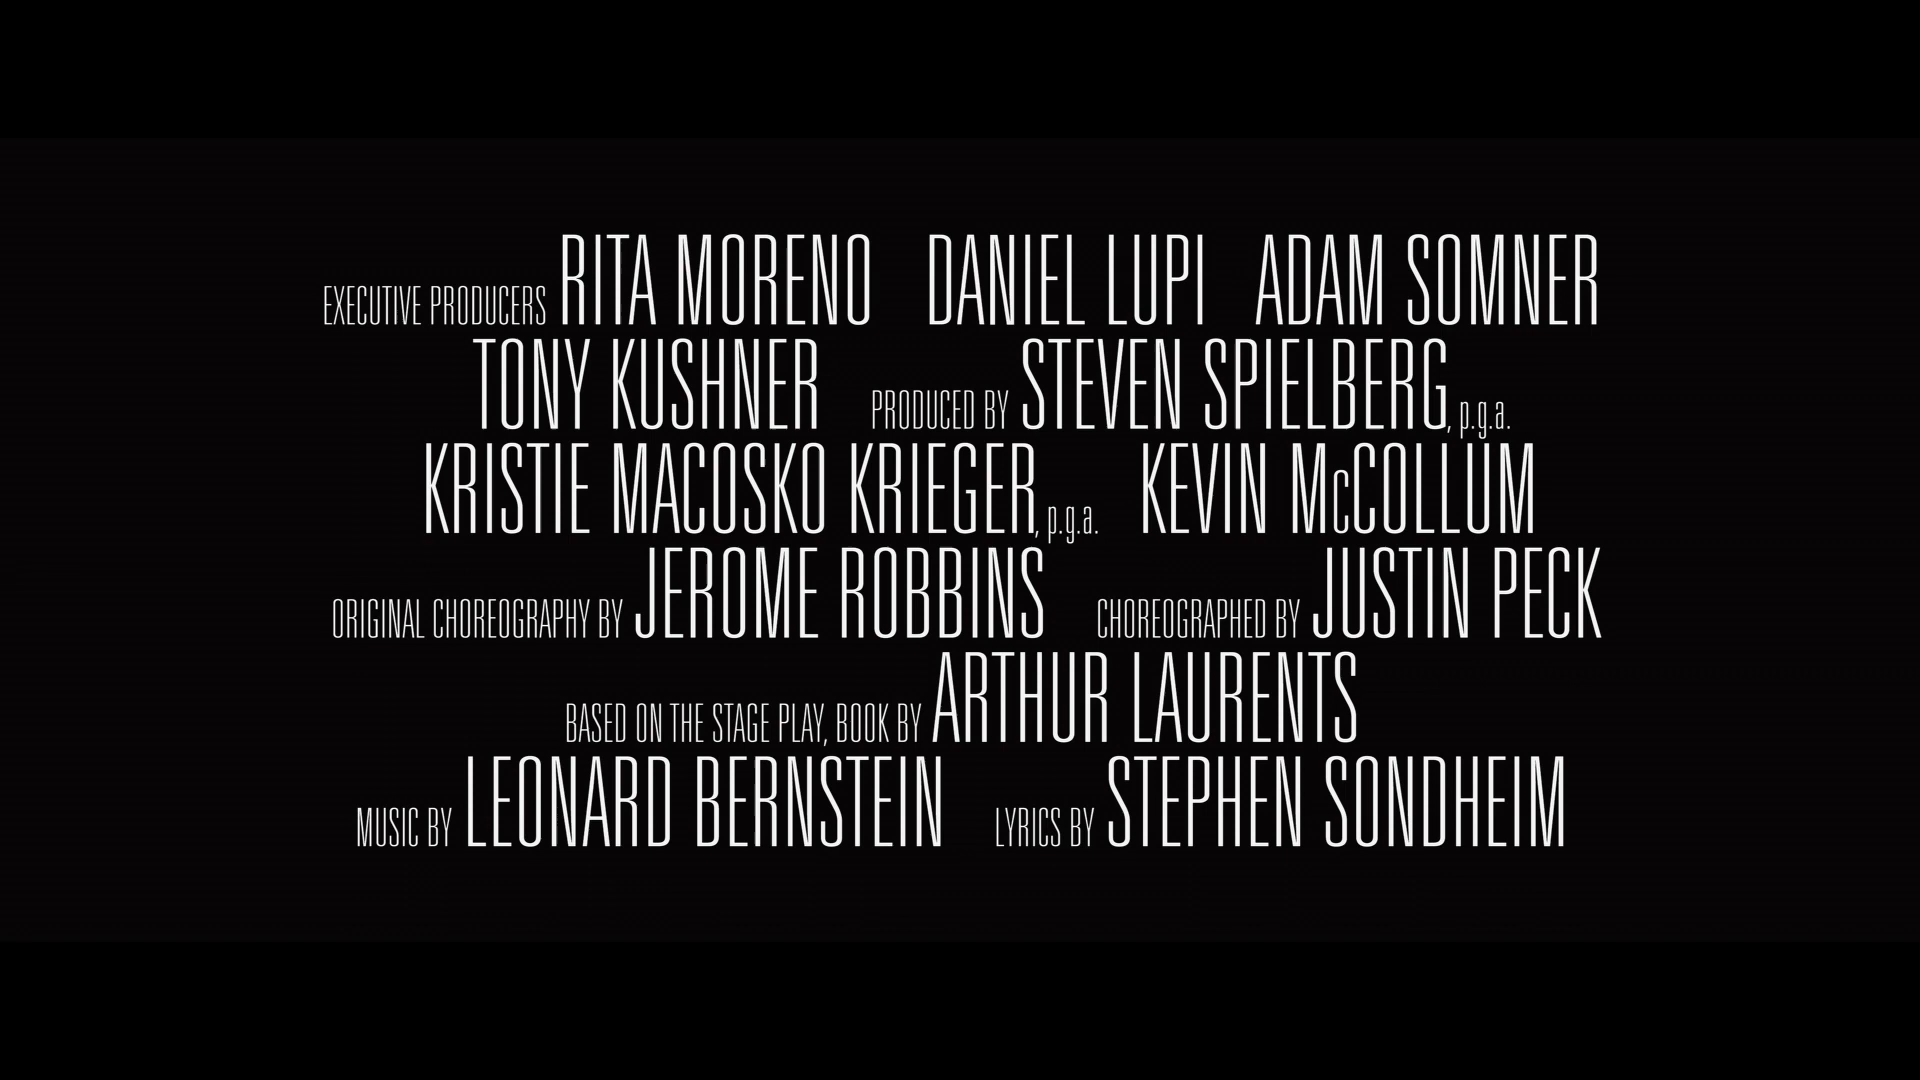 EXECUTIVE PRODUCERS RITA MORENO DANIEL LUPI ADAM SOMNER
TONY KUSHNER PRODUCED BY STEVEN SPIELBERG, p.g.a.
KRISTIE MACOSKO KRIEGER, p.g.a. KEVIN McCOLLUM
ORIGINAL CHOREOGRAPHY BY JEROME ROBBINS CHOREOGRAPHED BY JUSTIN PECK
BASED ON THE STAGE PLAY, BOOK BY ARTHUR LAURENTS
MUSIC BY LEONARD BERNSTEIN LYRICS BY STEPHEN SONDHEIM